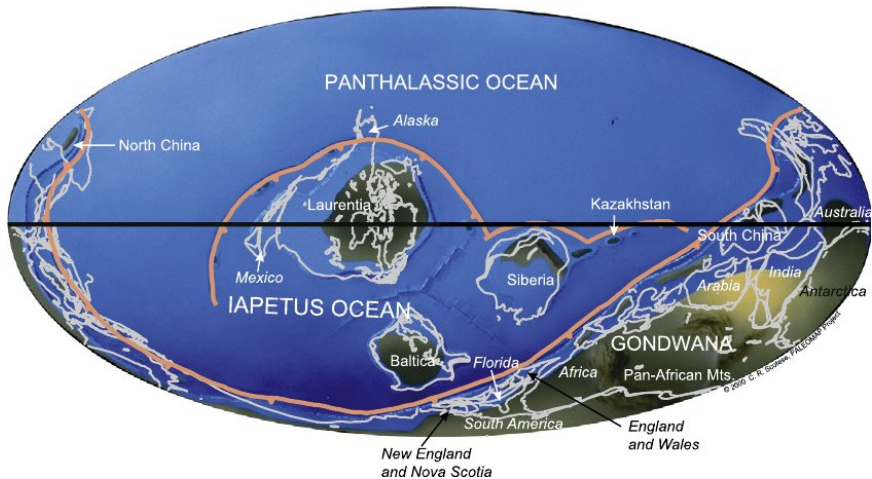 PANTHALASSIC OCEAN
Alaska
North China
Laurentia
Kazakhstan
South China
Australia
Mexico
Siberia
India
Arabia
Antarctica
IAPETUS OCEAN
GONDWANA
Baltica
Florida
Africa
Pan-African Mts.
© 2000 C. R. Scotese, PALEOMAP Project
South America
England
and Wales
New England
and Nova Scotia